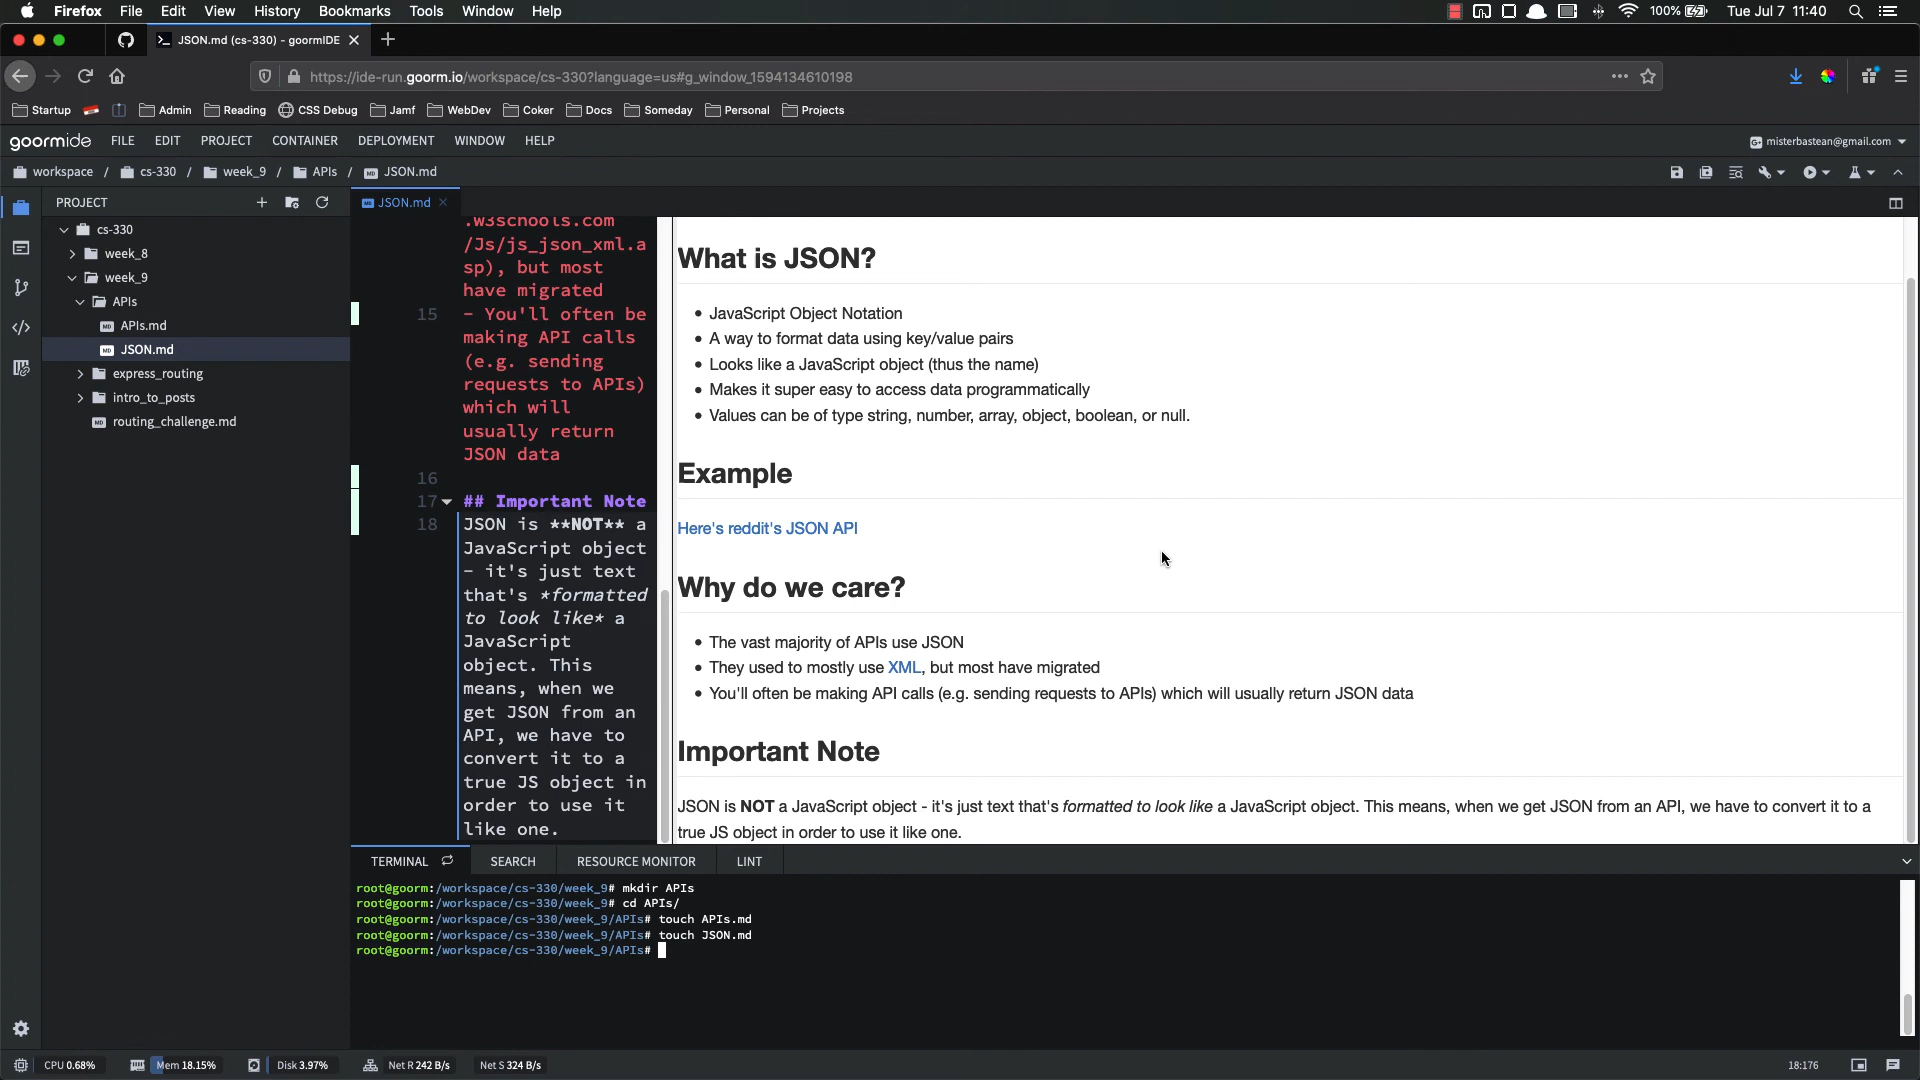 Firefox File Edit View History Bookmarks Tools Window Help 100% Tue Jul 7 11:40
JSON.md (cs-330) - goormIDE
https://ide-run.goorm.io/workspace/cs-330?language=us#g_window_1594134610198
Startup Admin Reading CSS Debug Jamf WebDev Coker Docs Someday Personal Projects
goormide FILE EDIT PROJECT CONTAINER DEPLOYMENT WINDOW HELP misterbastean@gmail.com
workspace / cs-330 / week_9 / APIs / JSON.md
PROJECT
cs-330
week_8
week_9
APIs
APIs.md
JSON.md
express_routing
intro_to_posts
routing_challenge.md
JSON.md
.w3schools.com
/Js/js_json_xml.a
sp), but most
have migrated
15 - You'll often be
making API calls
(e.g. sending
requests to APIs)
which will
usually return
JSON data
16
17 ## Important Note
18 JSON is **NOT** a
JavaScript object
- it's just text
that's *formatted
to look like* a
JavaScript
object. This
means, when we
get JSON from an
API, we have to
convert it to a
true JS object in
order to use it
like one.
What is JSON?
• JavaScript Object Notation
• A way to format data using key/value pairs
• Looks like a JavaScript object (thus the name)
• Makes it super easy to access data programmatically
• Values can be of type string, number, array, object, boolean, or null.
Example
Here's reddit's JSON API
Why do we care?
• The vast majority of APIs use JSON
• They used to mostly use XML, but most have migrated
• You'll often be making API calls (e.g. sending requests to APIs) which will usually return JSON data
Important Note
JSON is NOT a JavaScript object - it's just text that's formatted to look like a JavaScript object. This means, when we get JSON from an API, we have to convert it to a
true JS object in order to use it like one.
TERMINAL SEARCH RESOURCE MONITOR LINT
root@goorm:/workspace/cs-330/week_9# mkdir APIs
root@goorm:/workspace/cs-330/week_9# cd APIs/
root@goorm:/workspace/cs-330/week_9/APIs# touch APIs.md
root@goorm:/workspace/cs-330/week_9/APIs# touch JSON.md
root@goorm:/workspace/cs-330/week_9/APIs#
CPU 0.68% Mem 18.15% Disk 3.97% Net R 242 B/s Net S 324 B/s 18:176